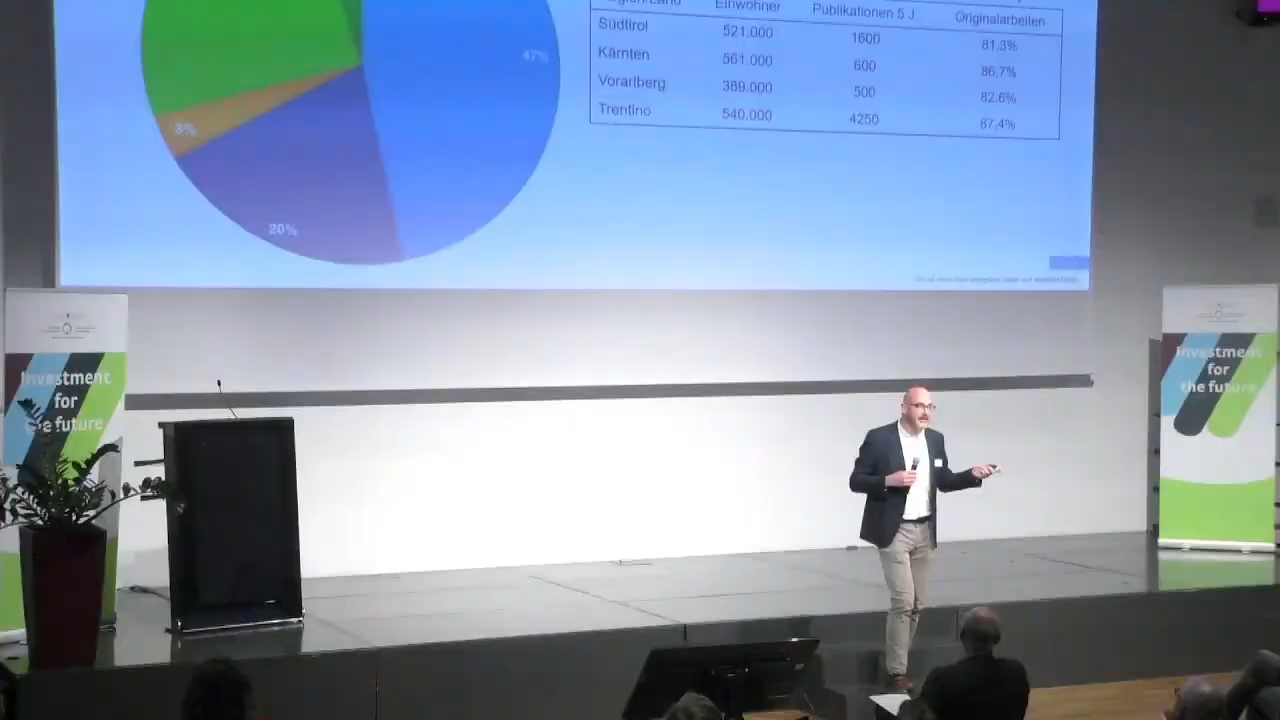 Einwohner Publikationen 5 J. Originalarbeiten
Südtirol 521.000 1600 81,3%
Kärnten 561.000 600 86,7%
Vorarlberg 389.000 500 82,6%
Trentino 540.000 4250 87,4%
47%
3%
20%
Investment
for
the future
Investment
for
the future